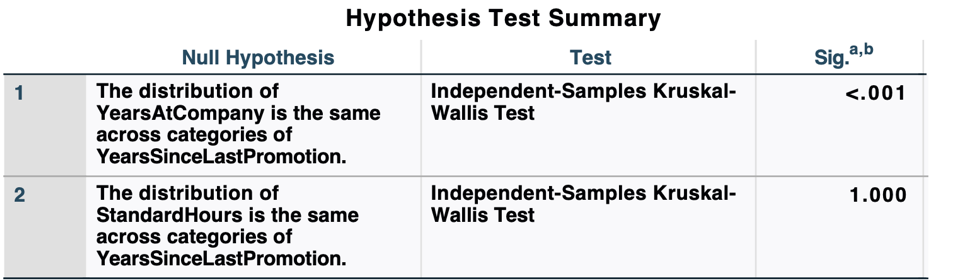 Hypothesis Test Summary
Null Hypothesis Test Sig.a,b
1 The distribution of YearsAtCompany is the same across categories of YearsSinceLastPromotion. Independent-Samples Kruskal-Wallis Test <.001
2 The distribution of StandardHours is the same across categories of YearsSinceLastPromotion. Independent-Samples Kruskal-Wallis Test 1.000